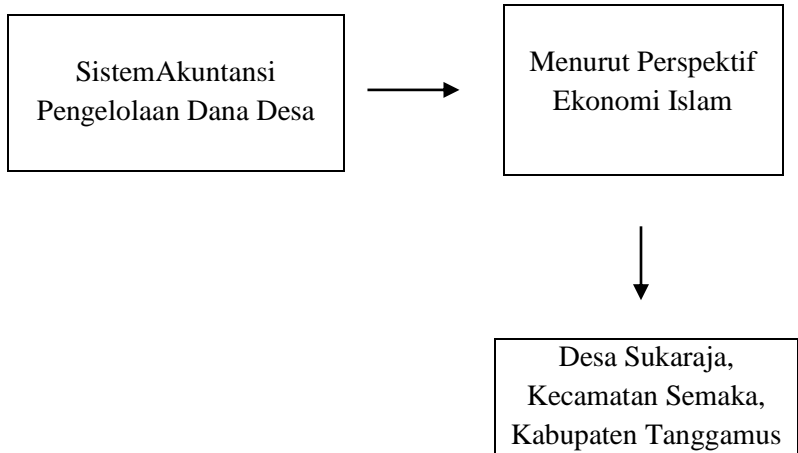 SistemAkuntansi
Pengelolaan Dana Desa
Menurut Perspektif
Ekonomi Islam
Desa Sukaraja,
Kecamatan Semaka,
Kabupaten Tanggamus